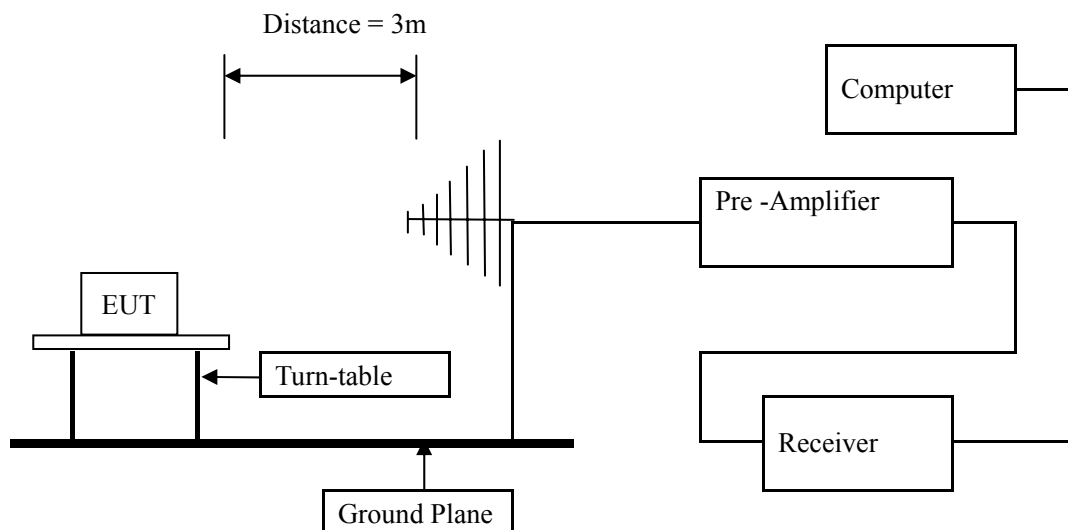 Distance = 3m
Computer
Pre -Amplifier
EUT
Turn-table
Receiver
Ground Plane